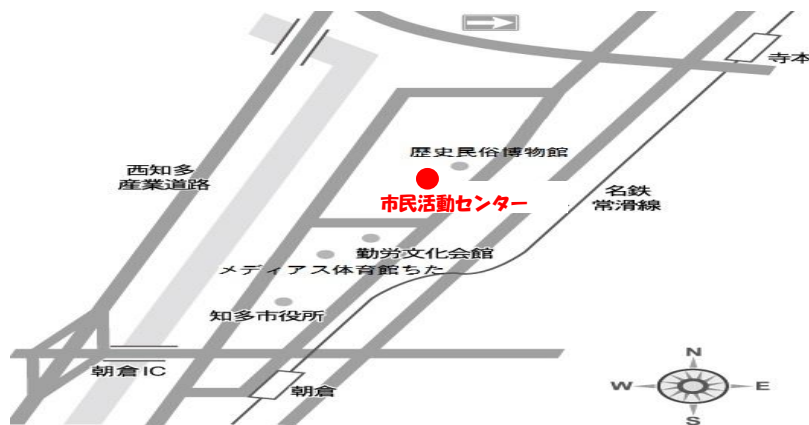 寺本
歴史民俗博物館
西知多
産業道路
市民活動センター
名鉄
常滑線
勤労文化会館
メディアス体育館ちた
知多市役所
朝倉IC
朝倉
N
W
E
S